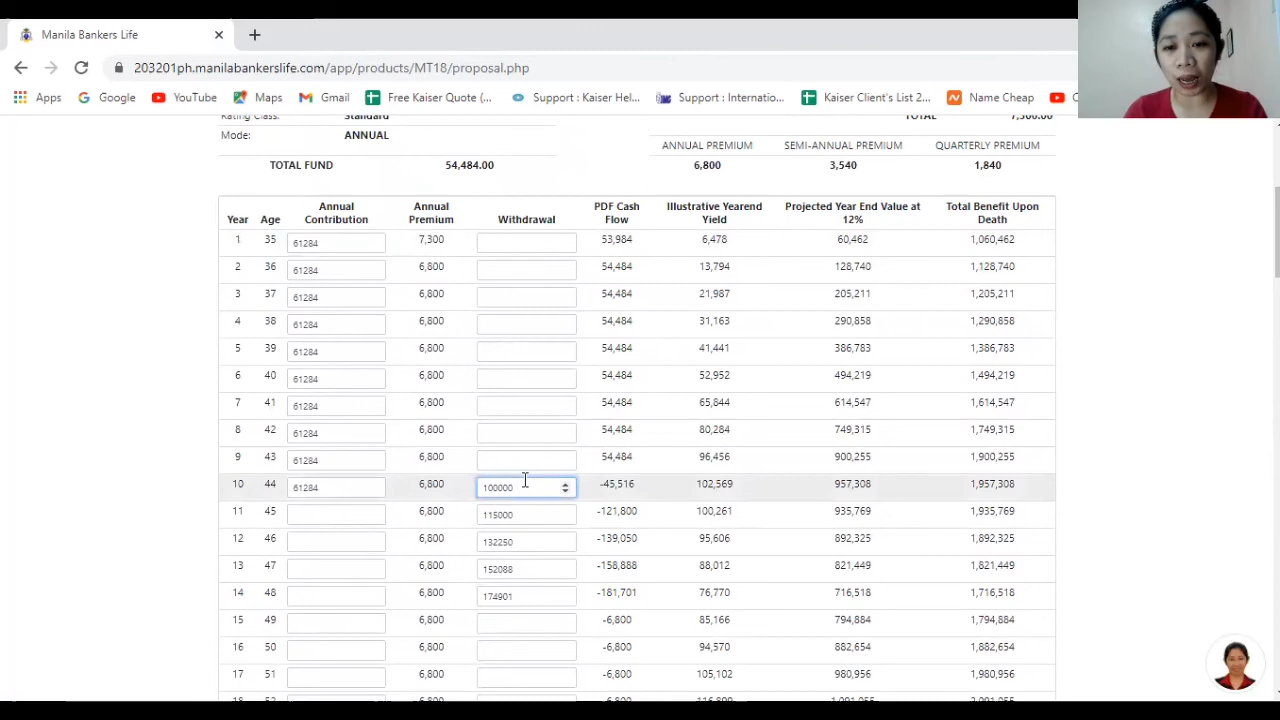 Manila Bankers Life
203201ph.manilabankerslife.com/app/products/MT18/proposal.php
Apps Google YouTube Maps Gmail Free Kaiser Quote (... Support : Kaiser Hel... Support : Internatio... Kaiser Client's List 2... Name Cheap
Rating Class: Standard TOTAL 7,300.00
Mode: ANNUAL
ANNUAL PREMIUM SEMI-ANNUAL PREMIUM QUARTERLY PREMIUM
TOTAL FUND 54,484.00 6,800 3,540 1,840
Year Age Annual Contribution Annual Premium Withdrawal PDF Cash Flow Illustrative Yearend Yield Projected Year End Value at 12% Total Benefit Upon Death
1 35 61284 7,300 53,984 6,478 60,462 1,060,462
2 36 61284 6,800 54,484 13,794 128,740 1,128,740
3 37 61284 6,800 54,484 21,987 205,211 1,205,211
4 38 61284 6,800 54,484 31,163 290,858 1,290,858
5 39 61284 6,800 54,484 41,441 386,783 1,386,783
6 40 61284 6,800 54,484 52,952 494,219 1,494,219
7 41 61284 6,800 54,484 65,844 614,547 1,614,547
8 42 61284 6,800 54,484 80,284 749,315 1,749,315
9 43 61284 6,800 54,484 96,456 900,255 1,900,255
10 44 61284 6,800 100000 -45,516 102,569 957,308 1,957,308
11 45 6,800 115000 -121,800 100,261 935,769 1,935,769
12 46 6,800 132250 -139,050 95,606 892,325 1,892,325
13 47 6,800 152088 -158,888 88,012 821,449 1,821,449
14 48 6,800 174901 -181,701 76,770 716,518 1,716,518
15 49 6,800 -6,800 85,166 794,884 1,794,884
16 50 6,800 -6,800 94,570 882,654 1,882,654
17 51 6,800 -6,800 105,102 980,956 1,980,956